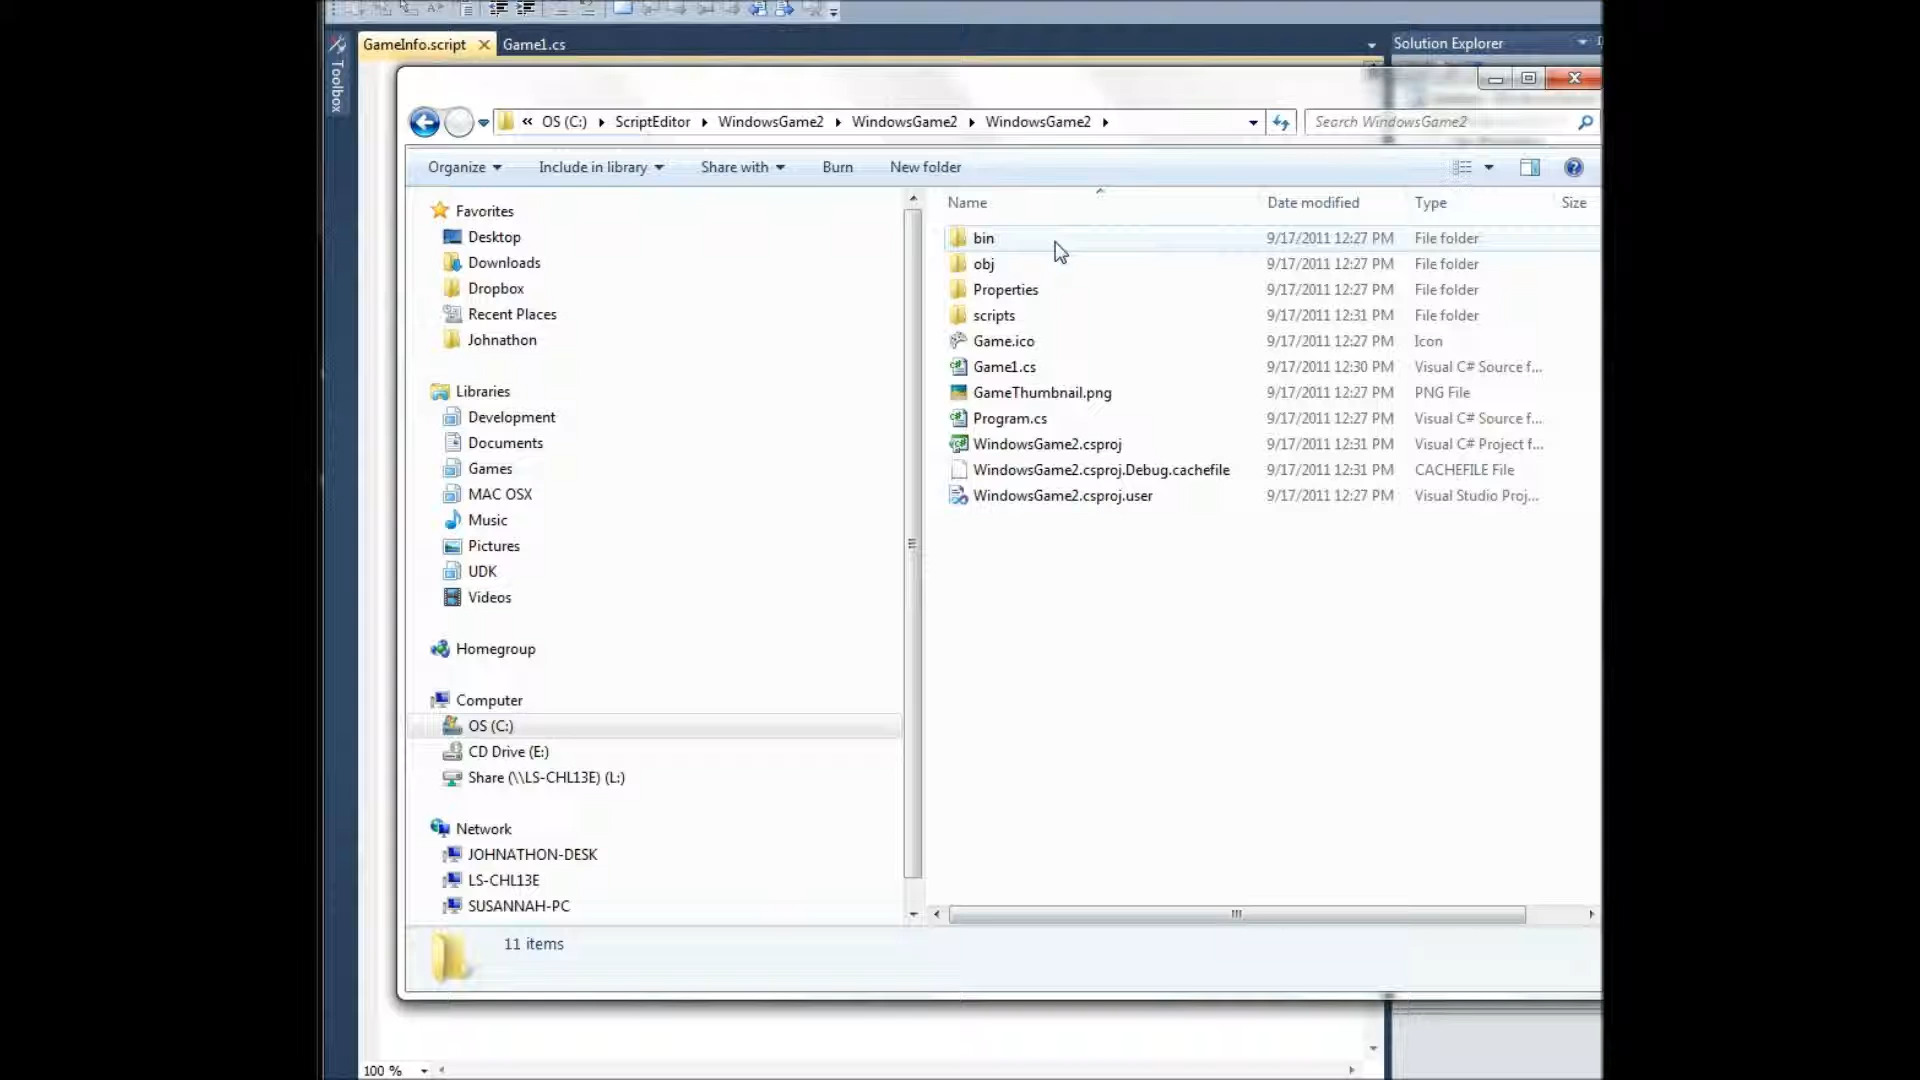 GameInfo.script Game1.cs Solution Explorer
Toolbox
« OS (C:) ScriptEditor WindowsGame2 WindowsGame2 WindowsGame2 Search WindowsGame2
Organize Include in library Share with Burn New folder
Favorites
Desktop
Downloads
Dropbox
Recent Places
Johnathon
Libraries
Development
Documents
Games
MAC OSX
Music
Pictures
UDK
Videos
Homegroup
Computer
OS (C:)
CD Drive (E:)
Share (\\LS-CHL13E) (L:)
Network
JOHNATHON-DESK
LS-CHL13E
SUSANNAH-PC
Name Date modified Type Size
bin 9/17/2011 12:27 PM File folder
obj 9/17/2011 12:27 PM File folder
Properties 9/17/2011 12:27 PM File folder
scripts 9/17/2011 12:31 PM File folder
Game.ico 9/17/2011 12:27 PM Icon
Game1.cs 9/17/2011 12:30 PM Visual C# Source f...
GameThumbnail.png 9/17/2011 12:27 PM PNG File
Program.cs 9/17/2011 12:27 PM Visual C# Source f...
WindowsGame2.csproj 9/17/2011 12:31 PM Visual C# Project f...
WindowsGame2.csproj.Debug.cachefile 9/17/2011 12:31 PM CACHEFILE File
WindowsGame2.csproj.user 9/17/2011 12:27 PM Visual Studio Proj...
11 items
100 %